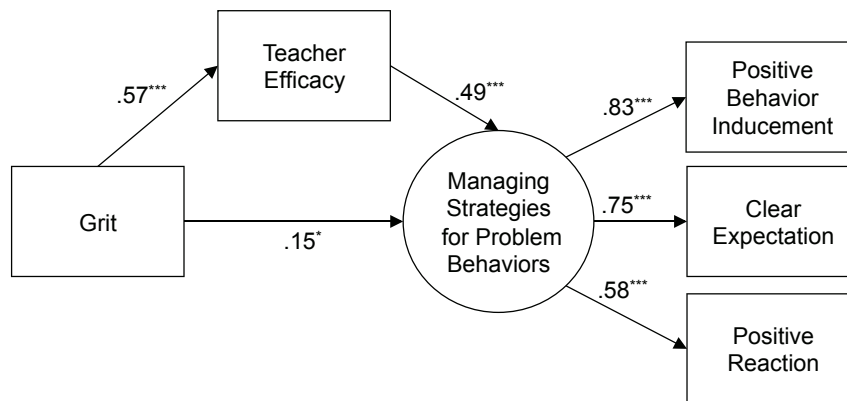 Teacher
Efficacy
.57***
.49***
Grit
.15*
Managing
Strategies
for Problem
Behaviors
.83***
Positive
Behavior
Inducement
.75***
Clear
Expectation
.58***
Positive
Reaction